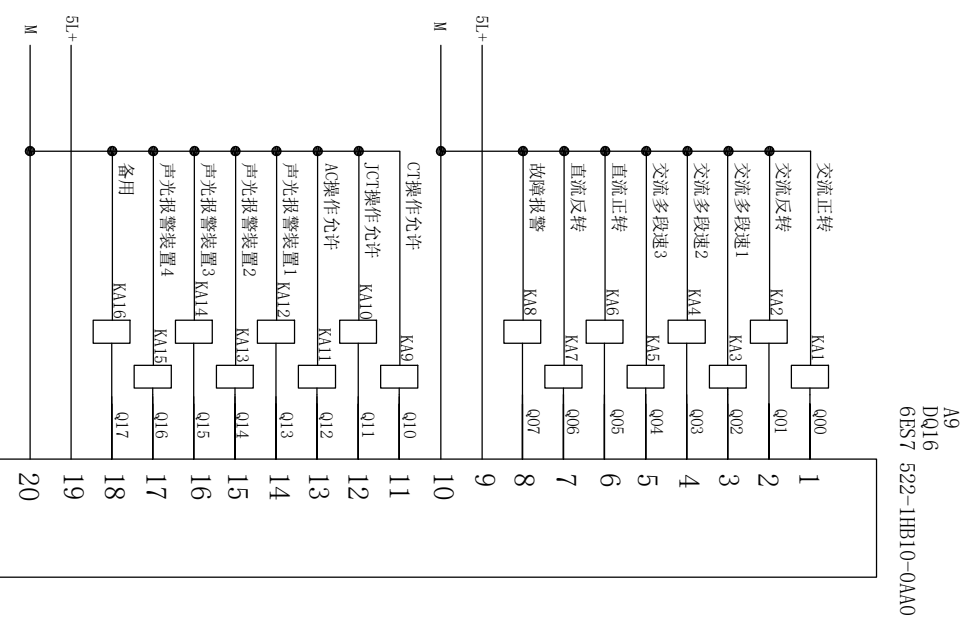 A9
DQ16
6ES7 522-1HB10-0AA0
交流正转 KA1 Q00 1
交流反转 KA2 Q01 2
交流多段速1 KA3 Q02 3
交流多段速2 KA4 Q03 4
交流多段速3 KA5 Q04 5
直流正转 KA6 Q05 6
直流反转 KA7 Q06 7
故障报警 KA8 Q07 8
5L+ 9
M 10
CT操作允许 KA9 Q10 11
JCT操作允许 KA10 Q11 12
AC操作允许 KA11 Q12 13
声光报警装置1 KA12 Q13 14
声光报警装置2 KA13 Q14 15
声光报警装置3 KA14 Q15 16
声光报警装置4 KA15 Q16 17
备用 KA16 Q17 18
5L+ 19
M 20